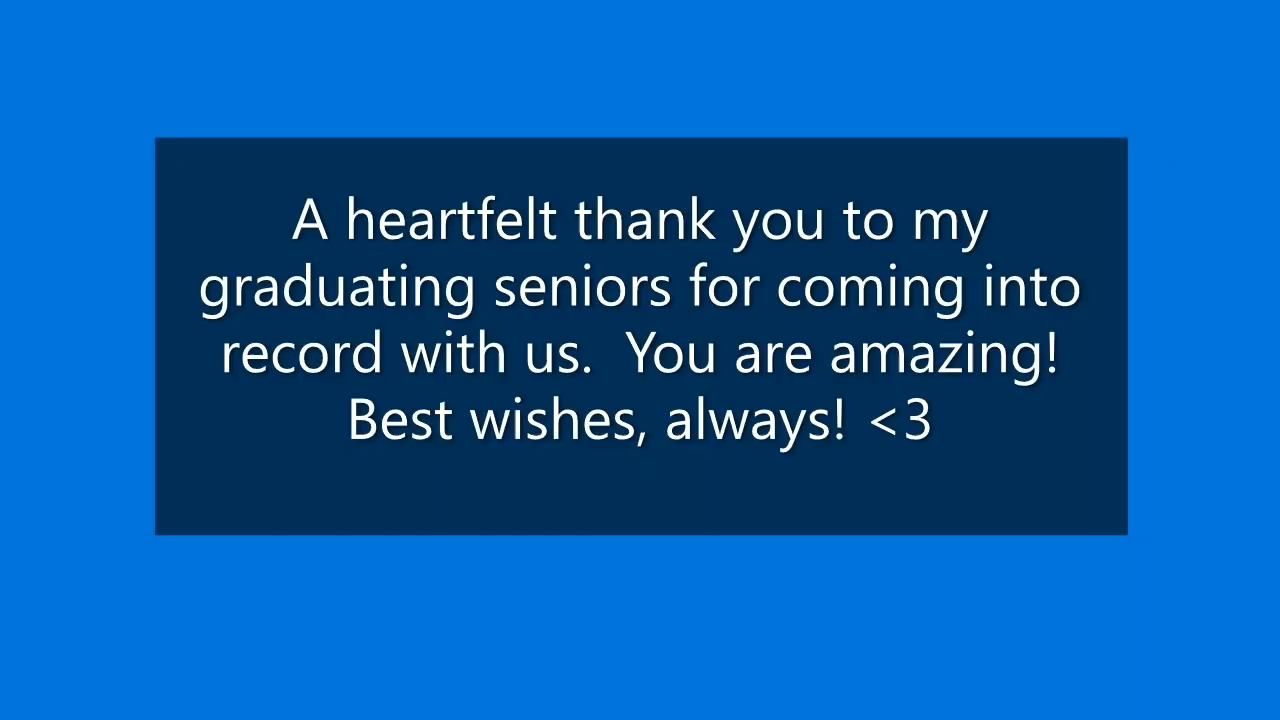 A heartfelt thank you to my
graduating seniors for coming into
record with us.  You are amazing!
Best wishes, always! <3